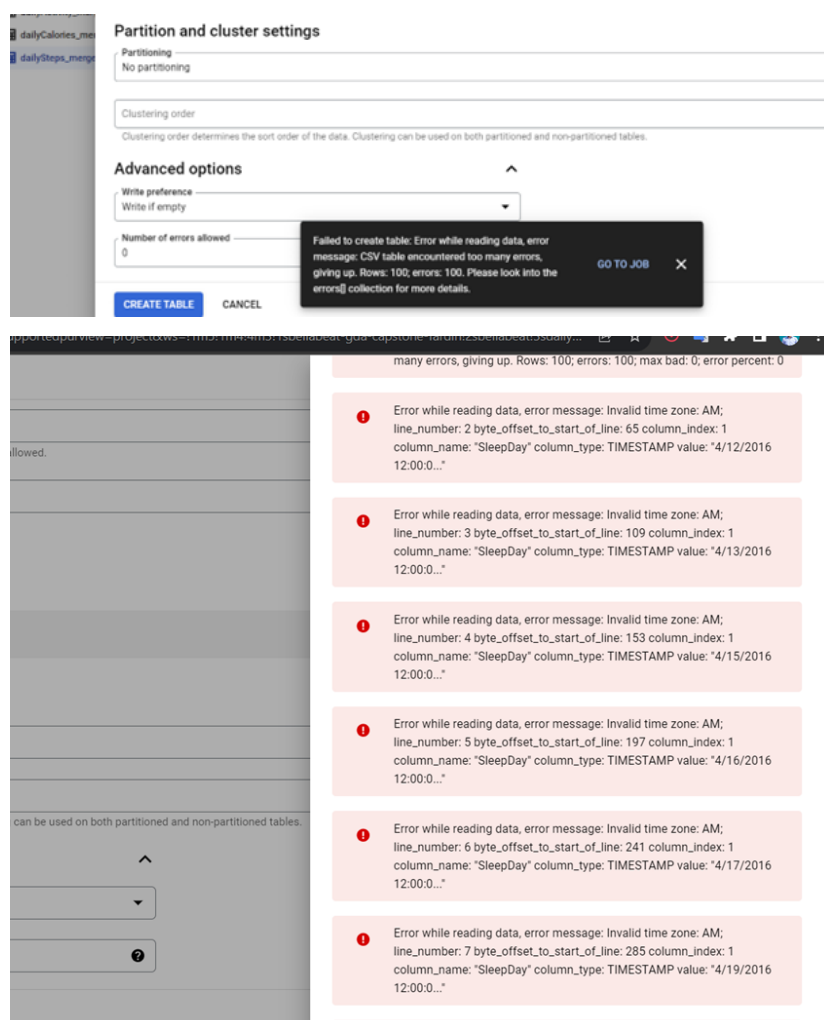 dailyCalories_me
Partition and cluster settings
dailySteps_merge
Partitioning
No partitioning
Clustering order
Clustering order determines the sort order of the data. Clustering can be used on both partitioned and non-partitioned tables.
Advanced options
Write preference
Write if empty
Number of errors allowed
0
Failed to create table: Error while reading data, error
message: CSV table encountered too many errors,
giving up. Rows: 100; errors: 100. Please look into the
errors[] collection for more details.
GO TO JOB
CREATE TABLE
CANCEL
many errors, giving up. Rows: 100; errors: 100; max bad: 0; error percent: 0
Error while reading data, error message: Invalid time zone: AM;
line_number: 2 byte_offset_to_start_of_line: 65 column_index: 1
column_name: "SleepDay" column_type: TIMESTAMP value: "4/12/2016
12:00:0..."
llowed.
Error while reading data, error message: Invalid time zone: AM;
line_number: 3 byte_offset_to_start_of_line: 109 column_index: 1
column_name: "SleepDay" column_type: TIMESTAMP value: "4/13/2016
12:00:0..."
Error while reading data, error message: Invalid time zone: AM;
line_number: 4 byte_offset_to_start_of_line: 153 column_index: 1
column_name: "SleepDay" column_type: TIMESTAMP value: "4/15/2016
12:00:0..."
Error while reading data, error message: Invalid time zone: AM;
line_number: 5 byte_offset_to_start_of_line: 197 column_index: 1
column_name: "SleepDay" column_type: TIMESTAMP value: "4/16/2016
12:00:0..."
can be used on both partitioned and non-partitioned tables.
Error while reading data, error message: Invalid time zone: AM;
line_number: 6 byte_offset_to_start_of_line: 241 column_index: 1
column_name: "SleepDay" column_type: TIMESTAMP value: "4/17/2016
12:00:0..."
Error while reading data, error message: Invalid time zone: AM;
line_number: 7 byte_offset_to_start_of_line: 285 column_index: 1
column_name: "SleepDay" column_type: TIMESTAMP value: "4/19/2016
12:00:0..."